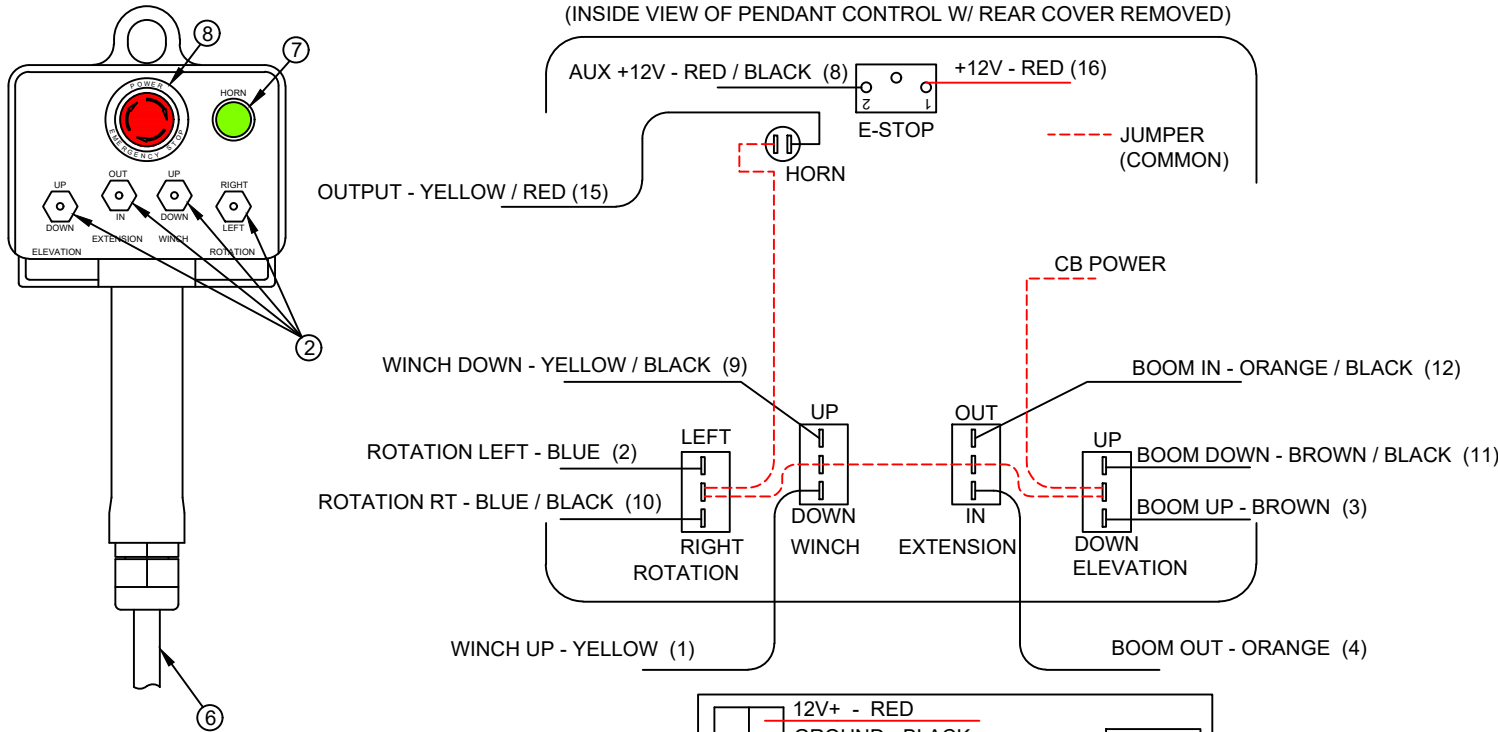 (INSIDE VIEW OF PENDANT CONTROL W/ REAR COVER REMOVED)
8
7
POWER
EMERGENCY STOP
HORN
UP
DOWN
ELEVATION
OUT
IN
EXTENSION
UP
DOWN
WINCH
RIGHT
LEFT
ROTATION
2
6
AUX +12V - RED / BLACK (8)
+12V - RED (16)
2
1
E-STOP
JUMPER
(COMMON)
HORN
OUTPUT - YELLOW / RED (15)
CB POWER
WINCH DOWN - YELLOW / BLACK (9)
BOOM IN - ORANGE / BLACK (12)
ROTATION LEFT - BLUE (2)
ROTATION RT - BLUE / BLACK (10)
LEFT
RIGHT
ROTATION
UP
DOWN
WINCH
OUT
IN
EXTENSION
UP
DOWN
ELEVATION
BOOM DOWN - BROWN / BLACK (11)
BOOM UP - BROWN (3)
WINCH UP - YELLOW (1)
BOOM OUT - ORANGE (4)
12V+ - RED
GROUND - BLACK